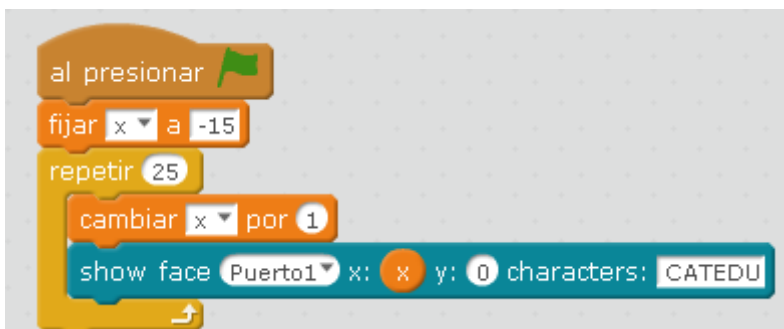 al presionar
fijar x a -15
repetir 25
cambiar x por 1
show face Puerto1 x: x y: 0 characters: CATEDU